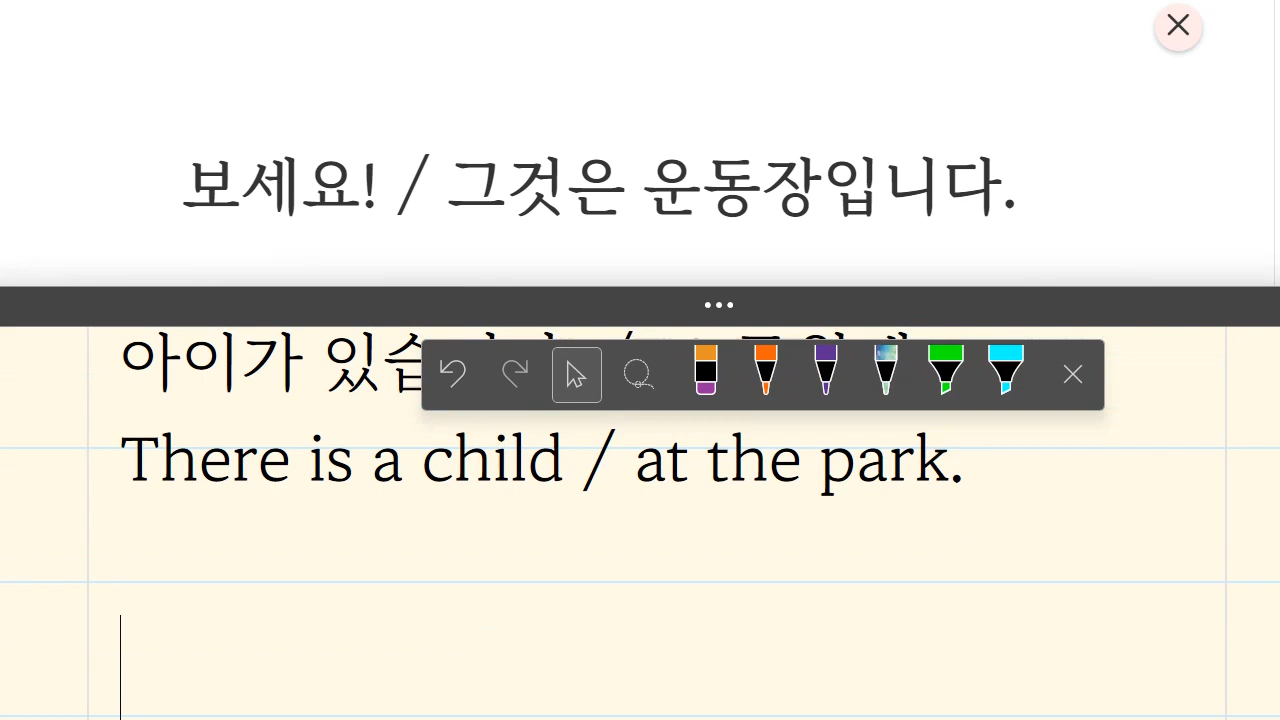 보세요! / 그것은 운동장입니다.
아이가 있습
There is a child / at the park.